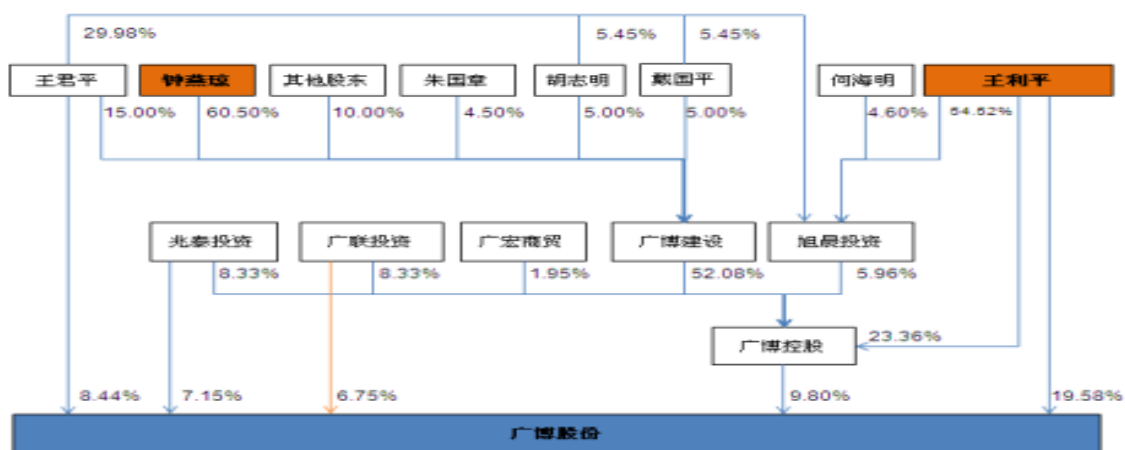 29.98% 5.45% 5.45%
王君平 钟燕琼 其他股东 朱国章 胡志明 戴国平 何海明 王利平
15.00% 60.50% 10.00% 4.50% 5.00% 5.00% 4.60% 54.52%
兆泰投资 广联投资 广宏商贸 广博建设 旭晨投资
8.33% 8.33% 1.95% 52.08% 5.96%
广博控股 23.36%
8.44% 7.15% 6.75% 9.80% 19.58%
广博股份